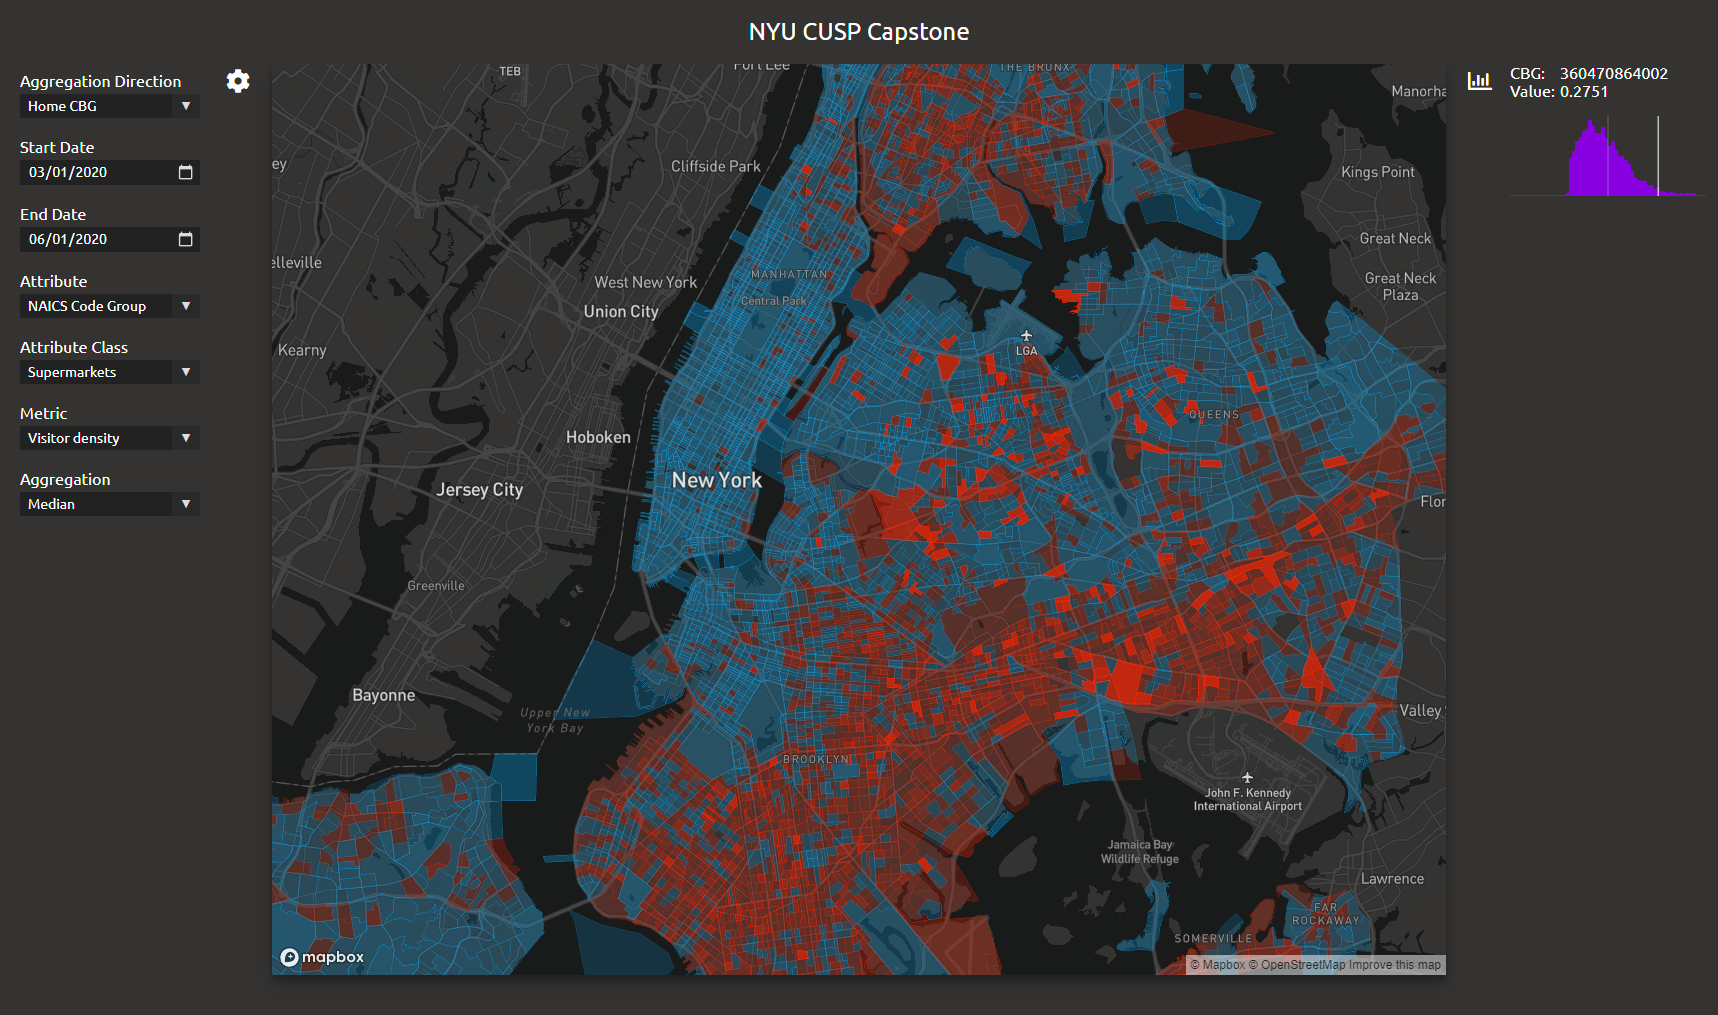 NYU CUSP Capstone
Aggregation Direction
Home CBG
Start Date
03/01/2020
End Date
06/01/2020
Attribute
NAICS Code Group
Attribute Class
Supermarkets
Metric
Visitor density
Aggregation
Median
CBG: 360470864002
Value: 0.2751
TEB
Fort Lee
THE BRONX
Manorha
ey
Cliffside Park
Kings Point
Great Neck
elleville
MANHATTAN
West New York
Central Park
Great Neck
Plaza
Union City
LGA
Kearny
QUEENS
Hoboken
New York
Jersey City
Flor
Greenville
Bayonne
Upper New
York Bay
Valley S
BROOKLYN
John F. Kennedy
International Airport
Jamaica Bay
Wildlife Refuge
Lawrence
FAR
ROCKAWAY
SOMERVILLE
mapbox
© Mapbox © OpenStreetMap Improve this map